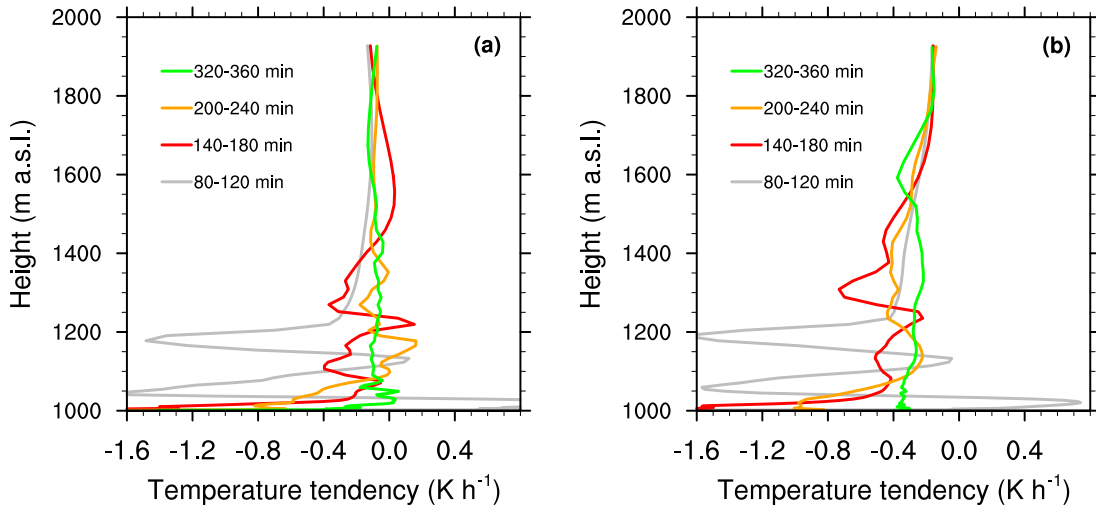 2000
(a)
320-360 min
1800
200-240 min
140-180 min
1600
80-120 min
Height (m a.s.l.)
1400
1200
1000
-1.6 -1.2 -0.8 -0.4 0.0 0.4
Temperature tendency (K h-1)
2000
(b)
320-360 min
1800
200-240 min
140-180 min
1600
80-120 min
Height (m a.s.l.)
1400
1200
1000
-1.6 -1.2 -0.8 -0.4 0.0 0.4
Temperature tendency (K h-1)